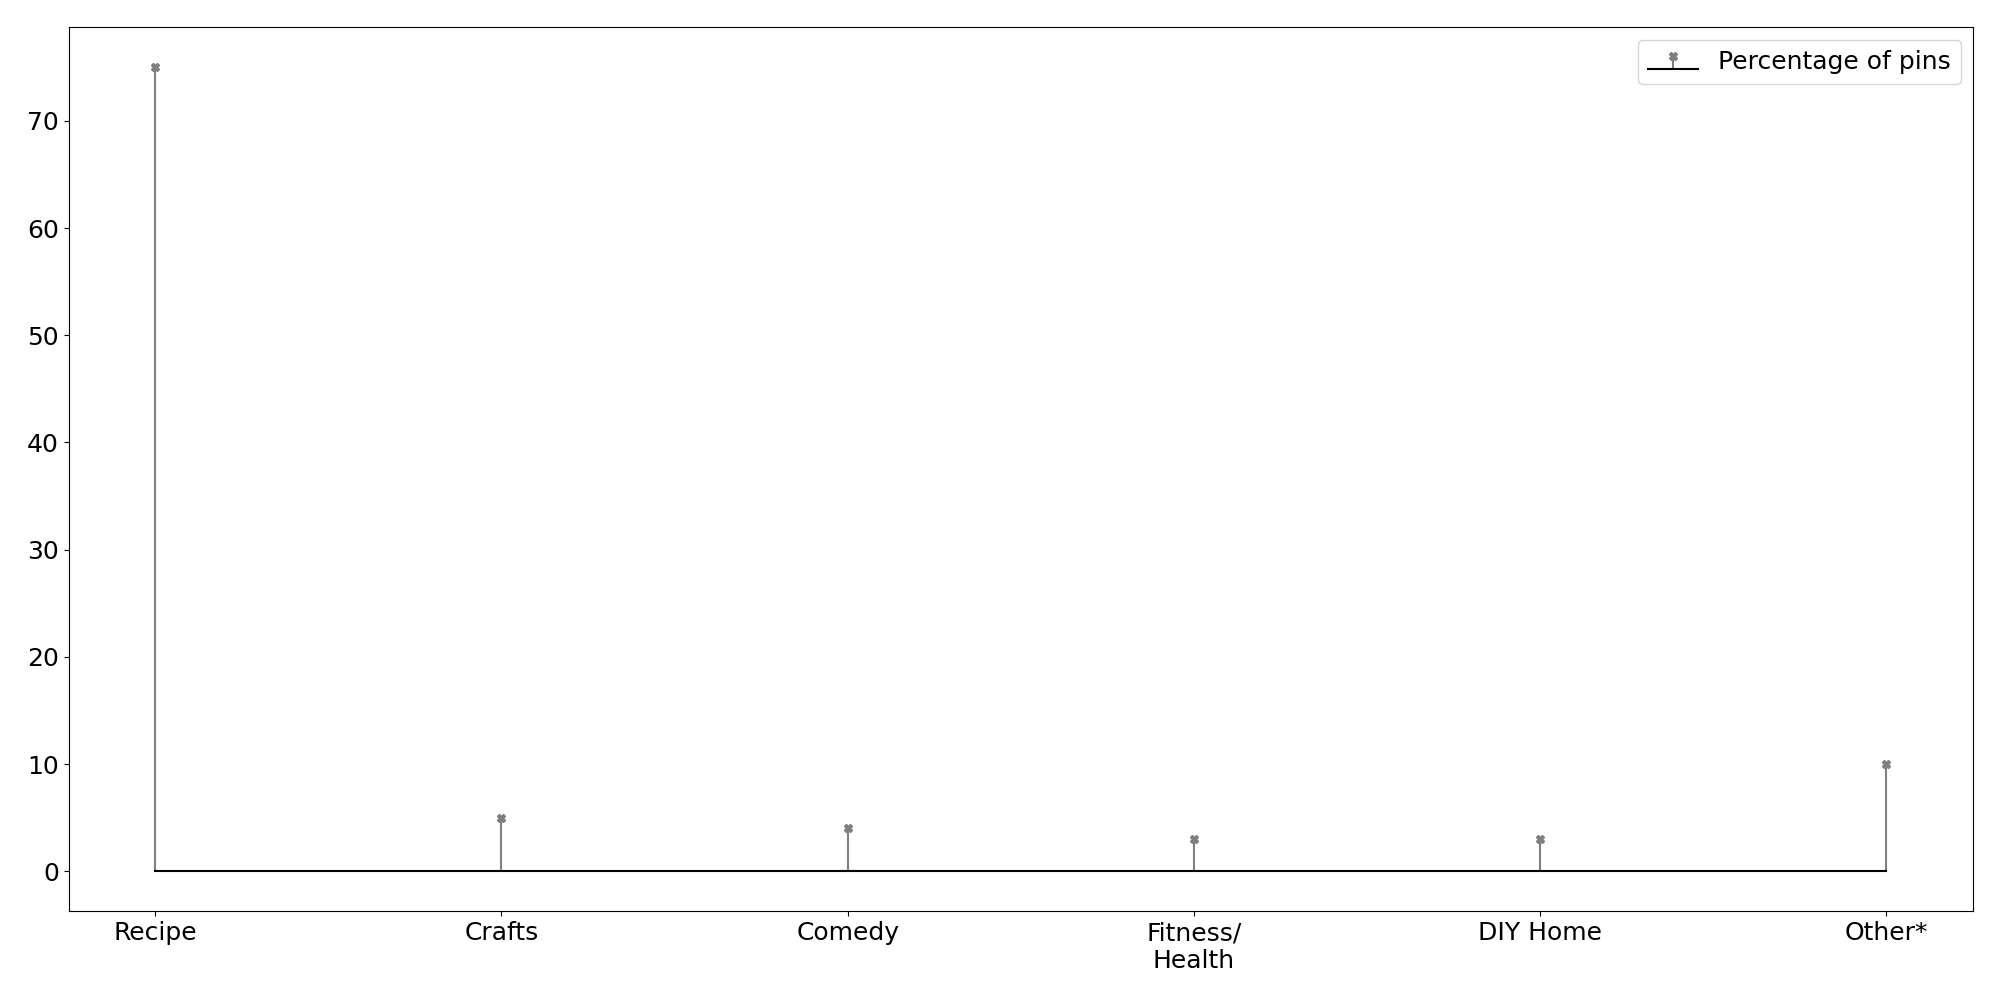 Percentage of pins
70
60
50
40
30
20
10
0
Recipe
Crafts
Comedy
Fitness/
Health
DIY Home
Other*